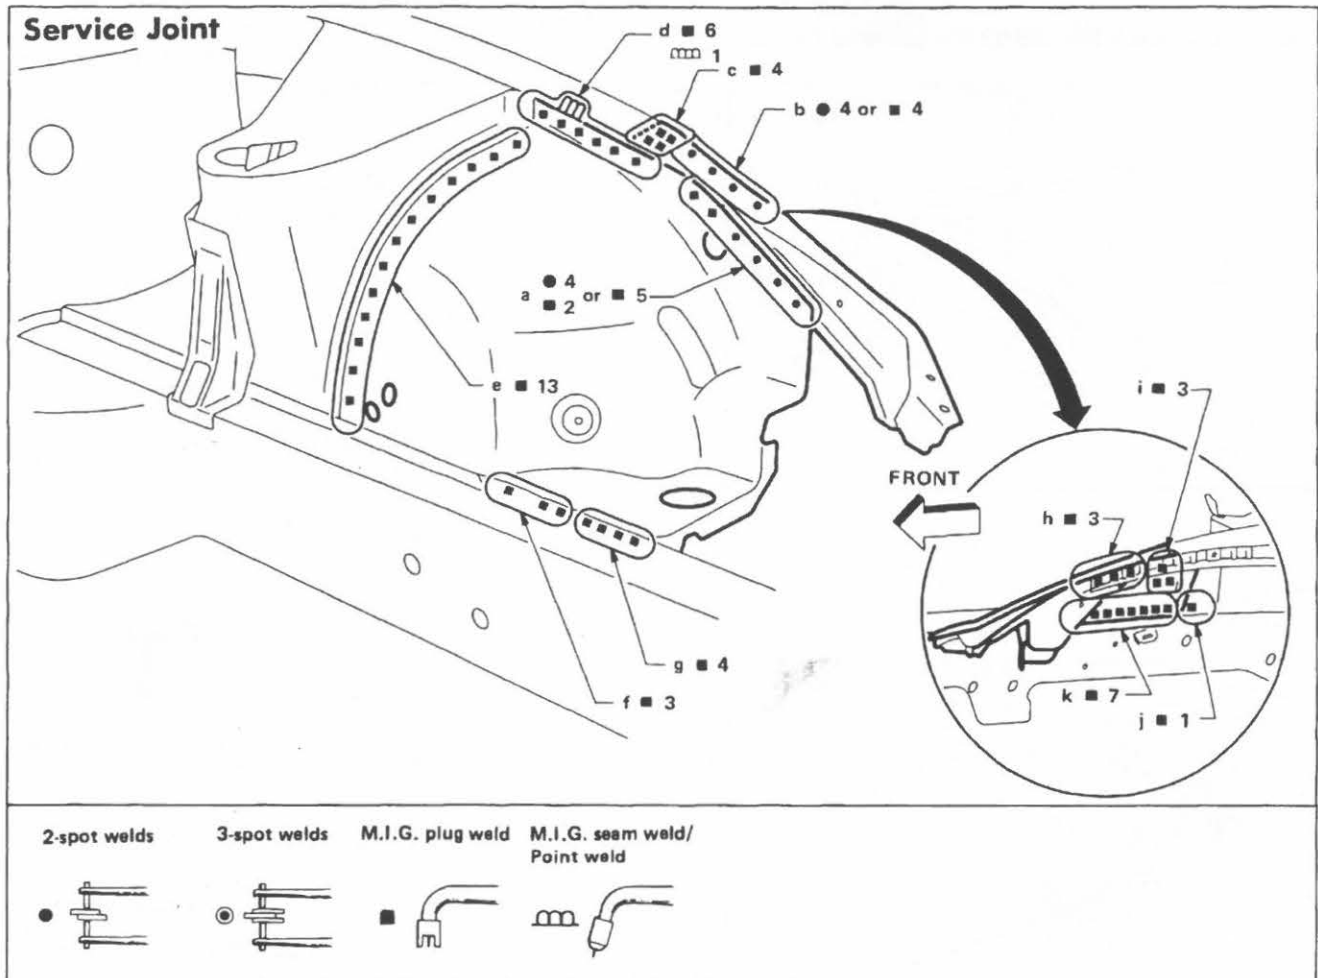 Service Joint
d ■ 6
1
c ■ 4
b ● 4 or ■ 4
a ● 4 ■ 2 or ■ 5
e ■ 13
i ■ 3
FRONT
h ■ 3
g ■ 4
f ■ 3
k ■ 7
j ■ 1
2-spot welds
3-spot welds
M.I.G. plug weld
M.I.G. seam weld/
Point weld